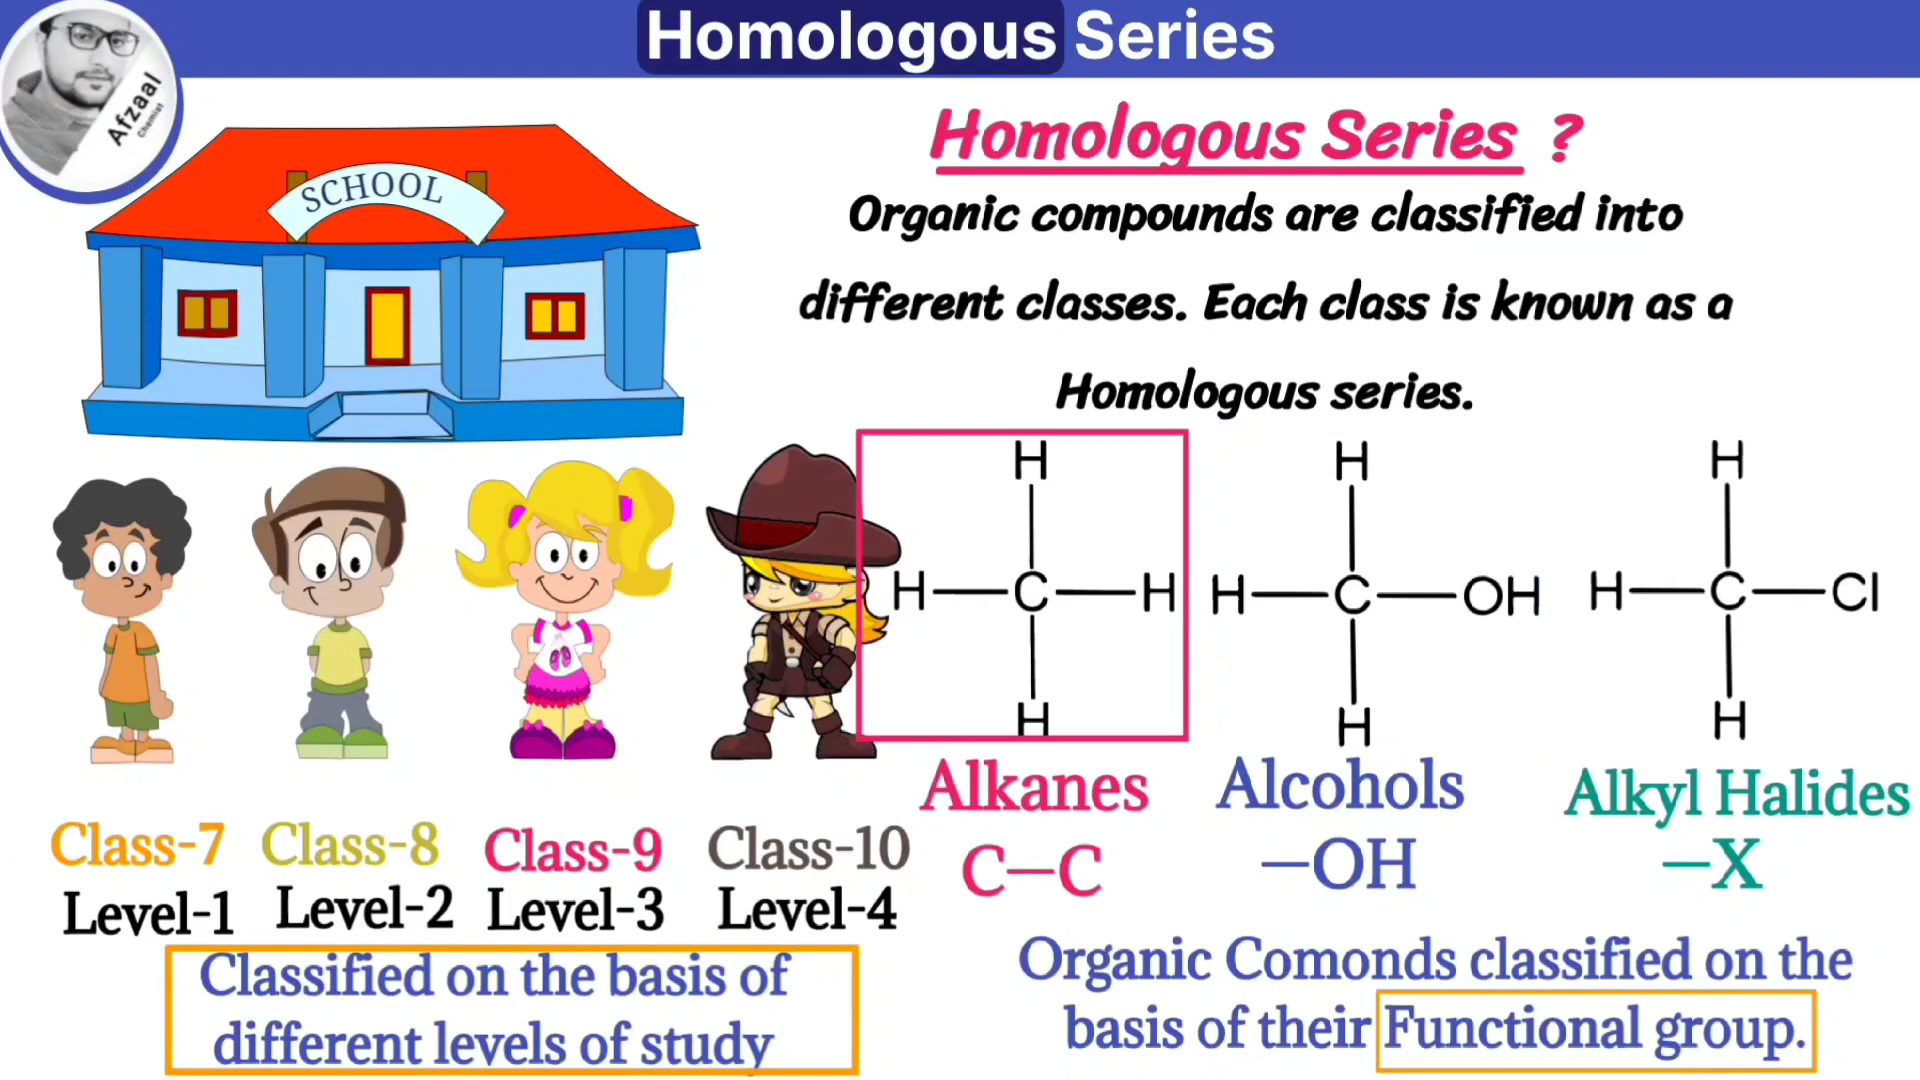 Homologous Series
Afzaal
Chemist
SCHOOL
Homologous Series ?
Organic compounds are classified into
different classes. Each class is known as a
Homologous series.
H
H
H
H—C—H
H—C—OH
H—C—Cl
H
H
H
Alkanes
Alcohols
Alkyl Halides
C—C
—OH
—X
Class-7
Class-8
Class-9
Class-10
Level-1
Level-2
Level-3
Level-4
Classified on the basis of
different levels of study
Organic Comonds classified on the
basis of their Functional group.